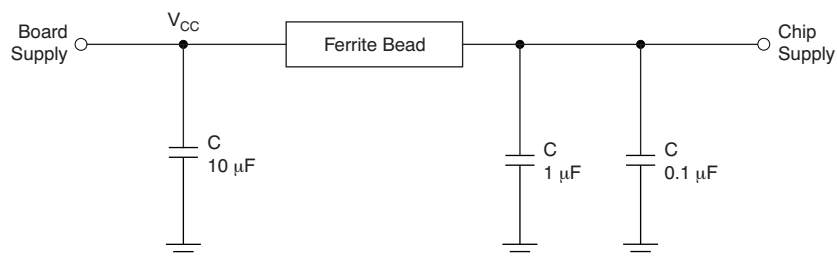 Board
Supply
V_CC
Ferrite Bead
Chip
Supply
C
10 µF
C
1 µF
C
0.1 µF